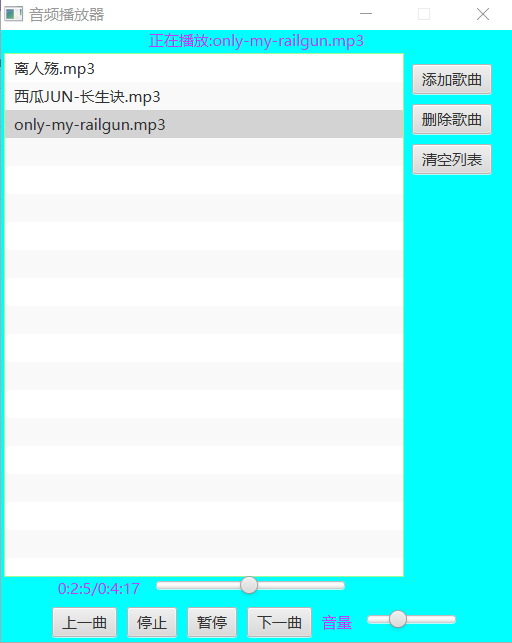 音频播放器
正在播放:only-my-railgun.mp3
离人殇.mp3
西瓜JUN-长生诀.mp3
only-my-railgun.mp3
添加歌曲
删除歌曲
清空列表
0:2:5/0:4:17
上一曲 停止 暂停 下一曲 音量